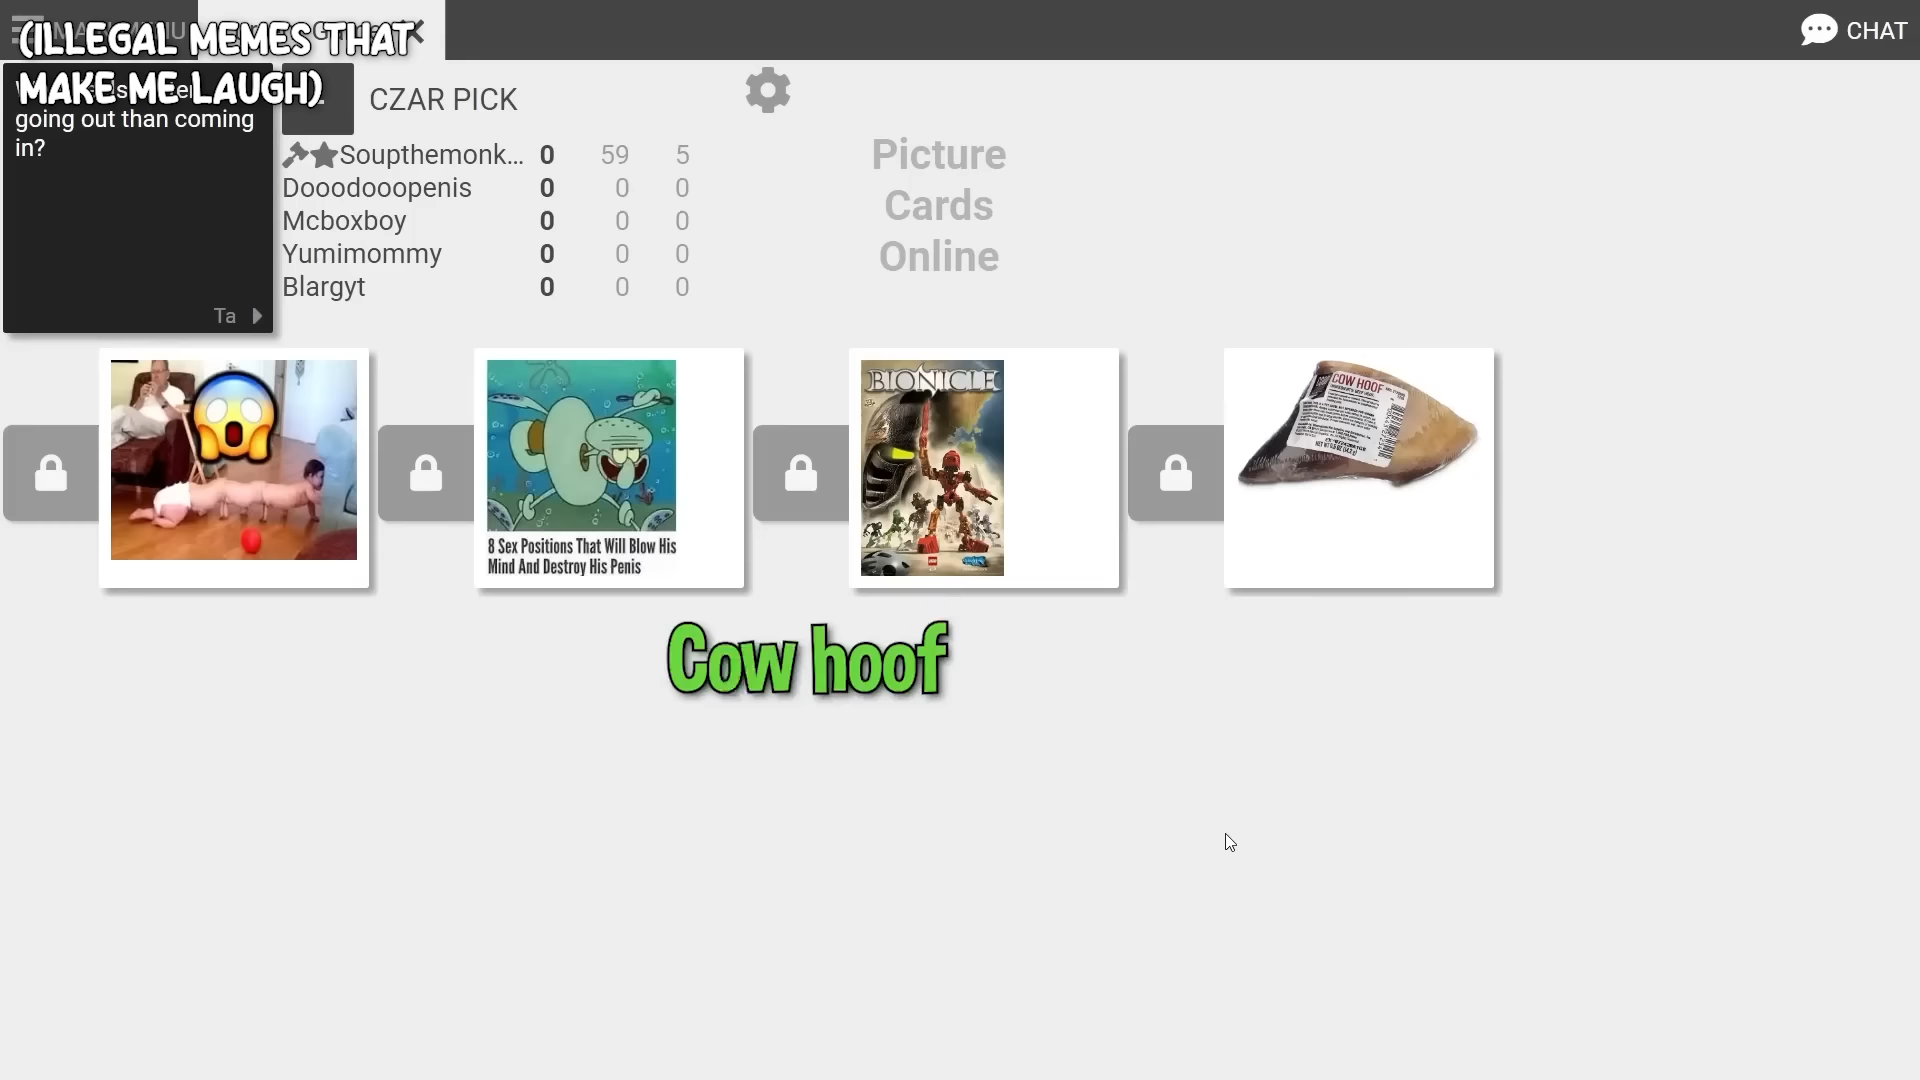 (ILLEGAL MEMES THAT
MAKE ME LAUGH)
CHAT
going out than coming
in?
Ta
CZAR PICK
Soupthemonk... 0 59 5
Dooodooopenis 0 0 0
Mcboxboy 0 0 0
Yumimommy 0 0 0
Blargyt 0 0 0
Picture
Cards
Online
8 Sex Positions That Will Blow His
Mind And Destroy His Penis
BIONICLE
COW HOOF
Cow hoof